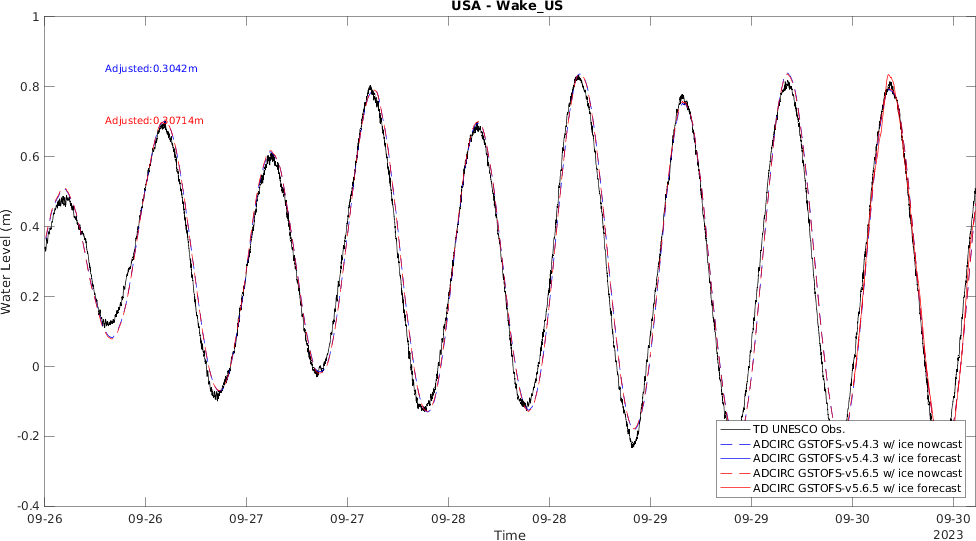 USA - Wake_US
1
Adjusted:0.3042m
0.8
Adjusted:0.30714m
0.6
0.4
Water Level (m)
0.2
0
-0.2
TD UNESCO Obs.
ADCIRC GSTOFS-v5.4.3 w/ ice nowcast
ADCIRC GSTOFS-v5.4.3 w/ ice forecast
ADCIRC GSTOFS-v5.6.5 w/ ice nowcast
ADCIRC GSTOFS-v5.6.5 w/ ice forecast
-0.4
09-26 09-26 09-27 09-27 09-28 09-28 09-29 09-29 09-30 09-30
Time 2023